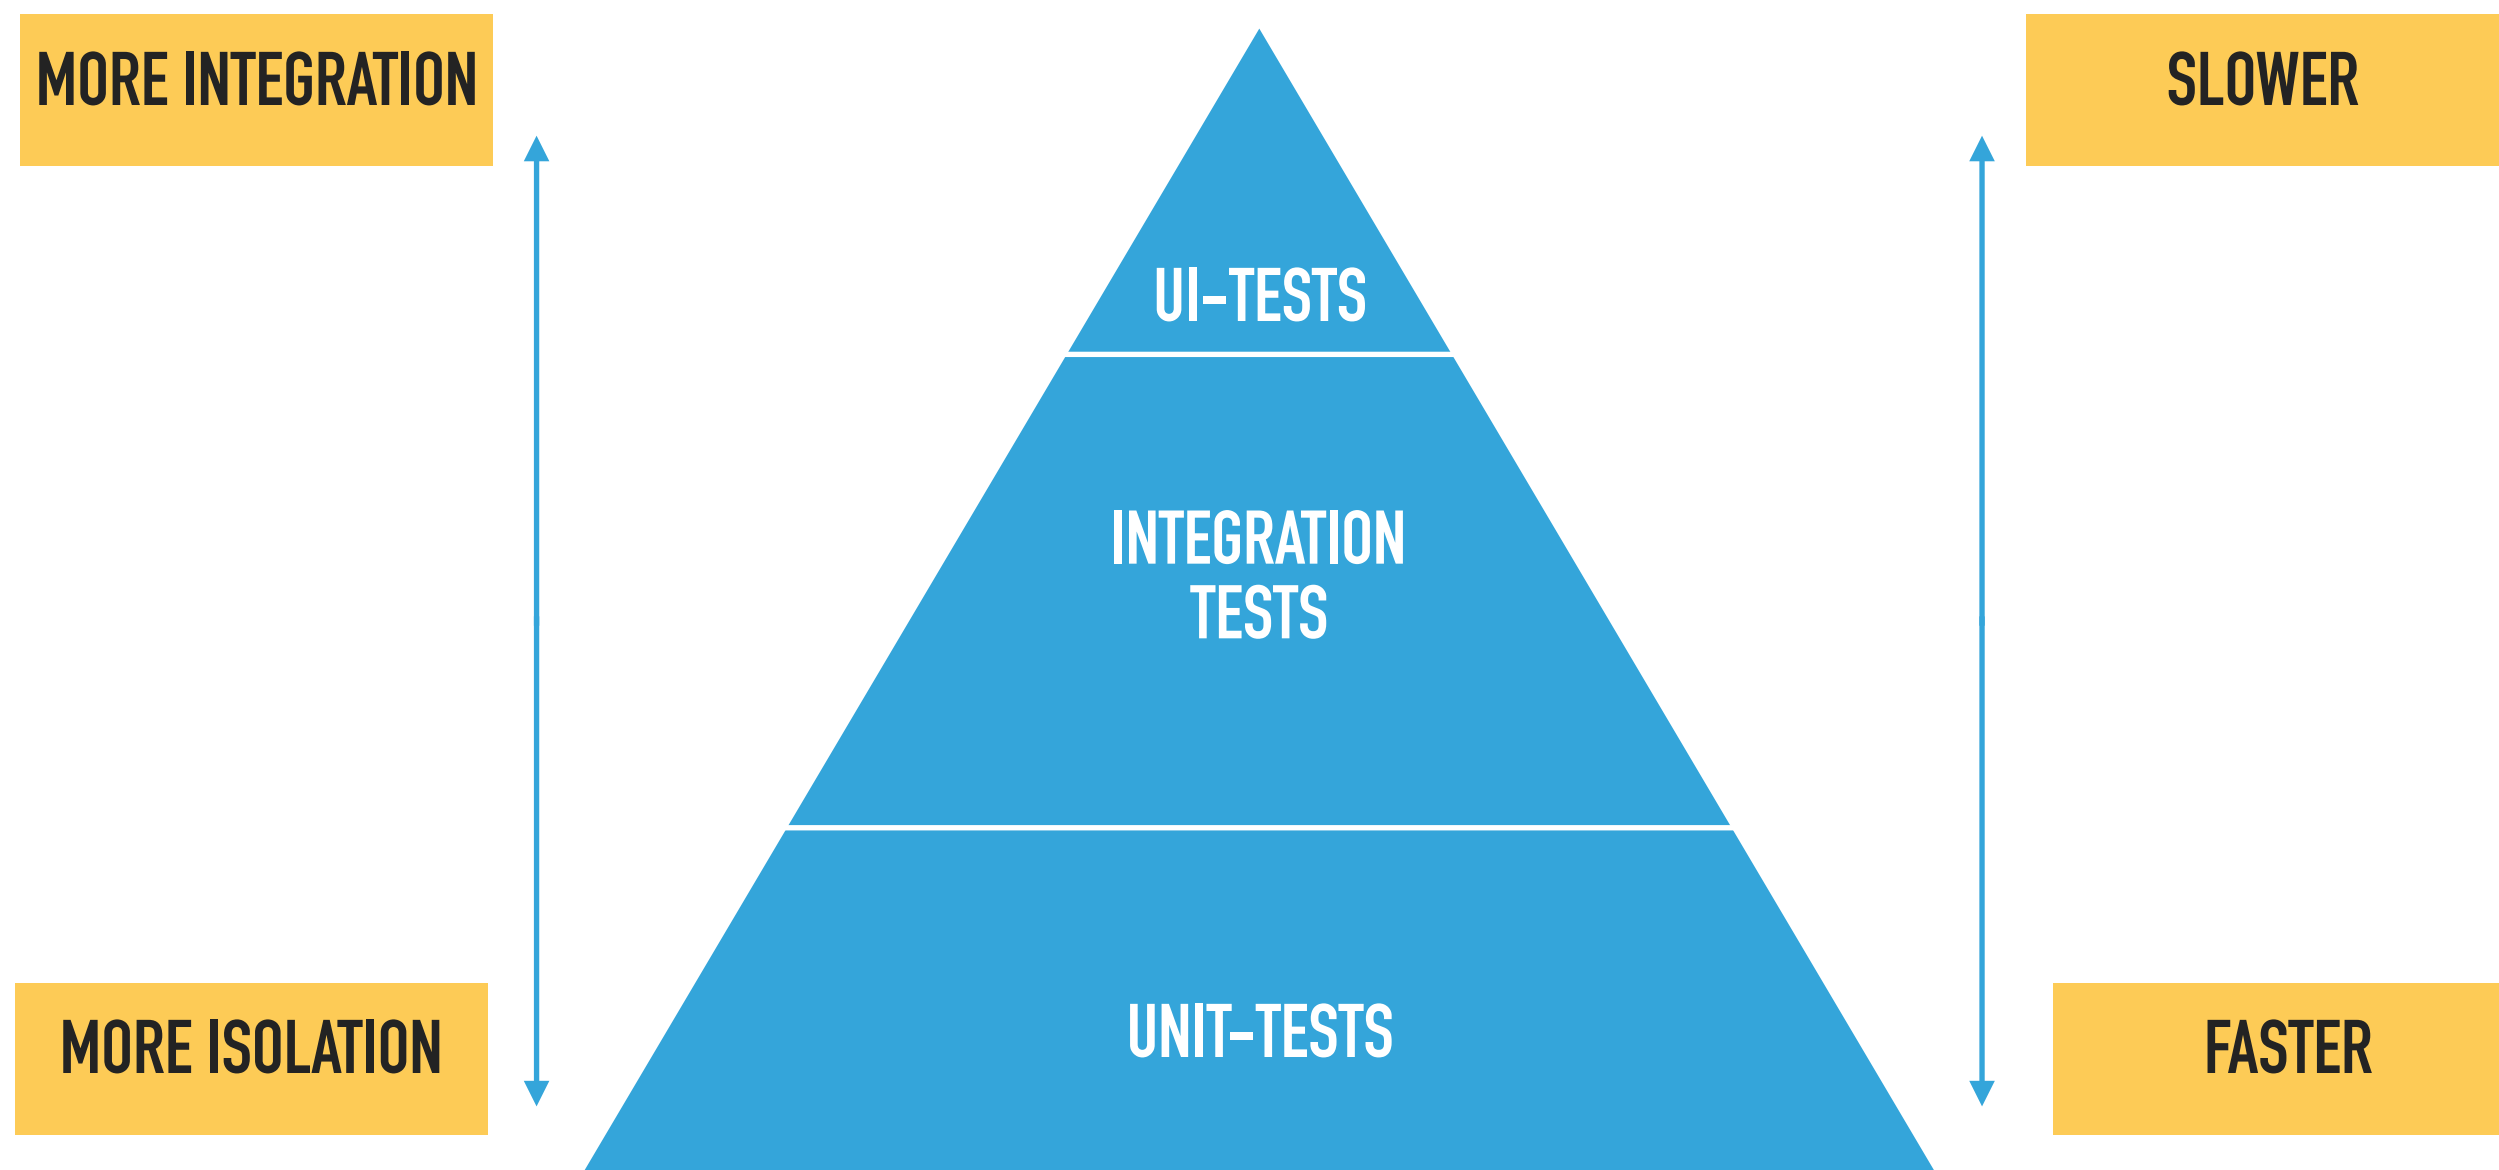 MORE INTEGRATION
SLOWER
UI-TESTS
INTEGRATION
TESTS
UNIT-TESTS
MORE ISOLATION
FASTER